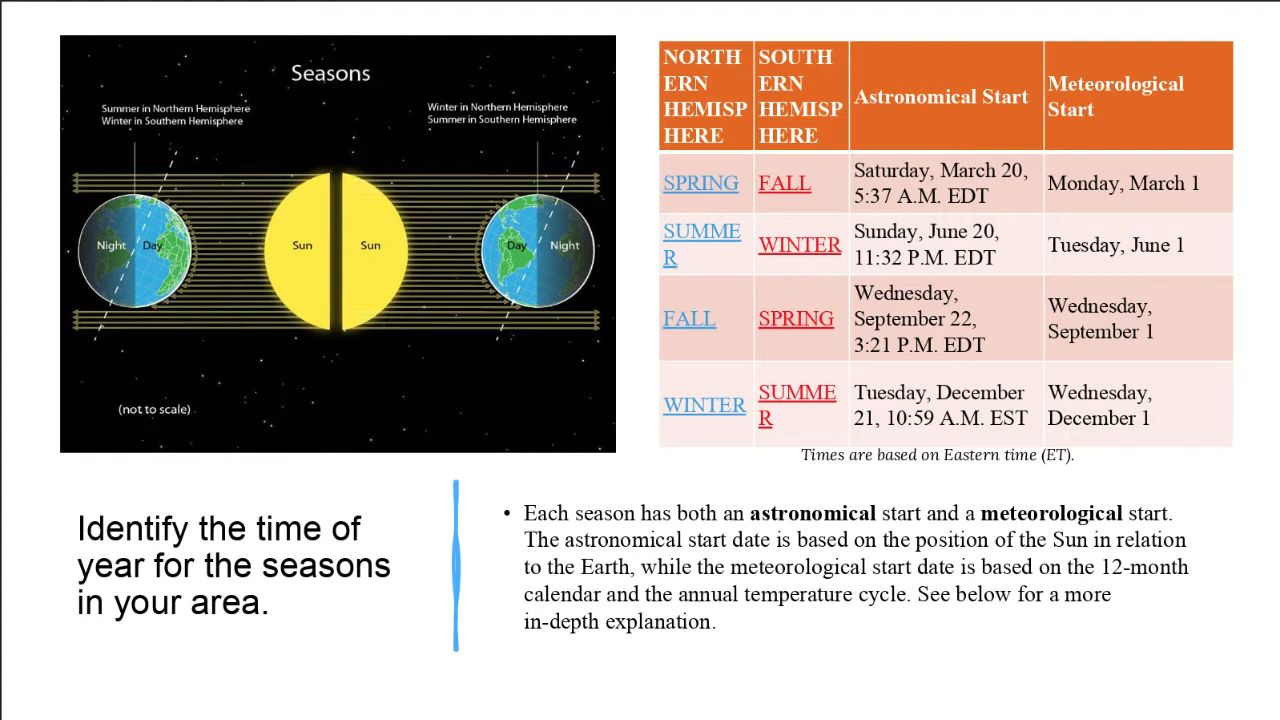 Seasons
Summer in Northern Hemisphere
Winter in Southern Hemisphere
Winter in Northern Hemisphere
Summer in Southern Hemisphere
Night
Day
Sun
Sun
Day
Night
(not to scale)
NORTH
ERN
HEMISP
HERE
SOUTH
ERN
HEMISP
HERE
Astronomical Start
Meteorological
Start
SPRING
FALL
Saturday, March 20,
5:37 A.M. EDT
Monday, March 1
SUMME
R
WINTER
Sunday, June 20,
11:32 P.M. EDT
Tuesday, June 1
FALL
SPRING
Wednesday,
September 22,
3:21 P.M. EDT
Wednesday,
September 1
WINTER
SUMME
R
Tuesday, December
21, 10:59 A.M. EST
Wednesday,
December 1
Times are based on Eastern time (ET).
Identify the time of
year for the seasons
in your area.
• Each season has both an astronomical start and a meteorological start.
The astronomical start date is based on the position of the Sun in relation
to the Earth, while the meteorological start date is based on the 12-month
calendar and the annual temperature cycle. See below for a more
in-depth explanation.